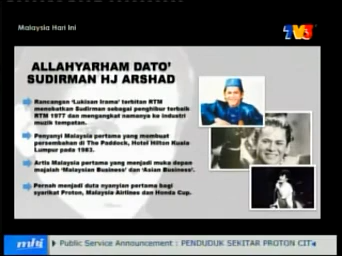 Malaysia Hari Ini
TV3
ALLAHYARHAM DATO'
SUDIRMAN HJ ARSHAD
Rancangan 'Lukisan Irama' terbitan RTM
menobatkan Sudirman sebagai penghibur terbaik
RTM 1977 dan mengangkat namanya ke industri
muzik tempatan.
Penyanyi Malaysia pertama yang membuat
persembahan di The Paddock, Hotel Hilton Kuala
Lumpur pada 1983.
Artis Malaysia pertama yang menjadi muka depan
majalah 'Malaysian Business' dan 'Asian Business'.
Pernah menjadi duta nyanyian pertama bagi
syarikat Proton, Malaysia Airlines dan Honda Cup.
mhi
Public Service Announcement : PENDUDUK SEKITAR PROTON CIT